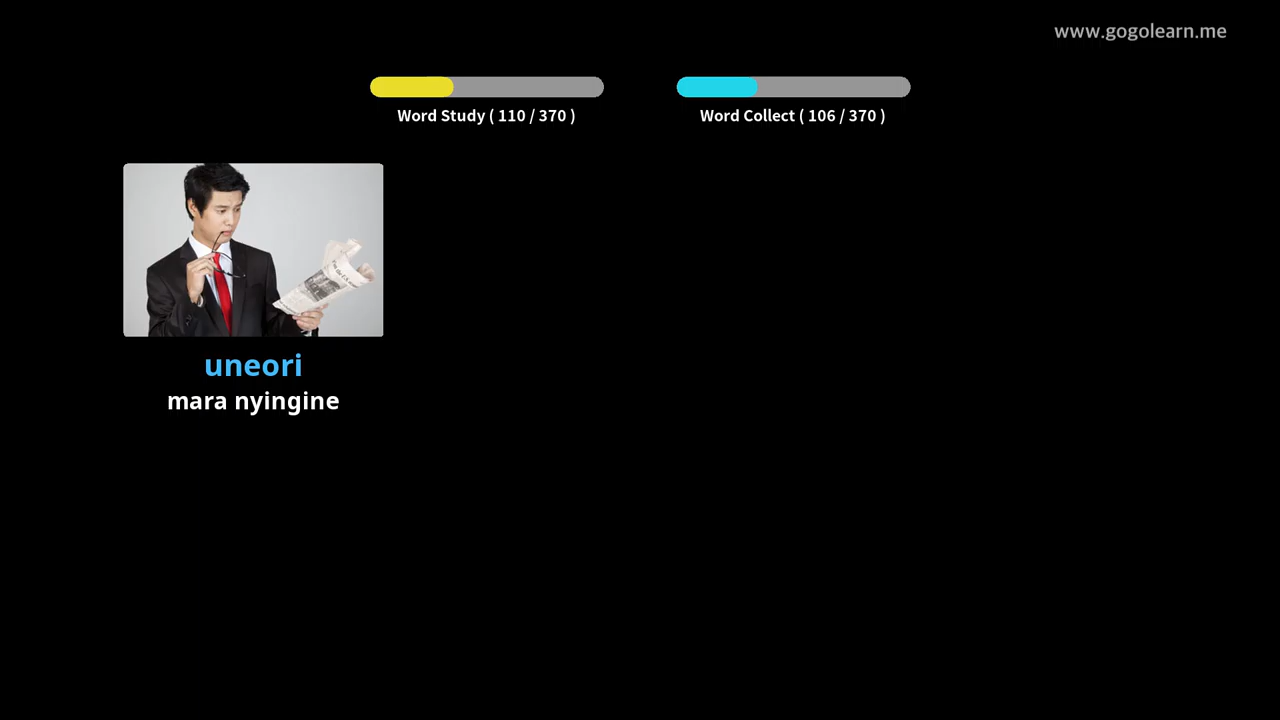 www.gogolearn.me
Word Study ( 110 / 370 )
Word Collect ( 106 / 370 )
uneori
mara nyingine